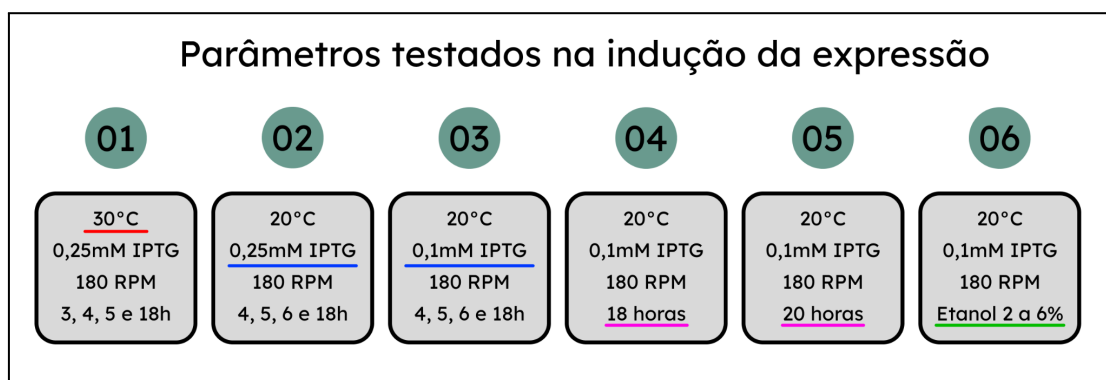 Parâmetros testados na indução da expressão
01
30°C
0,25mM IPTG
180 RPM
3, 4, 5 e 18h
02
20°C
0,25mM IPTG
180 RPM
4, 5, 6 e 18h
03
20°C
0,1mM IPTG
180 RPM
4, 5, 6 e 18h
04
20°C
0,1mM IPTG
180 RPM
18 horas
05
20°C
0,1mM IPTG
180 RPM
20 horas
06
20°C
0,1mM IPTG
180 RPM
Etanol 2 a 6%